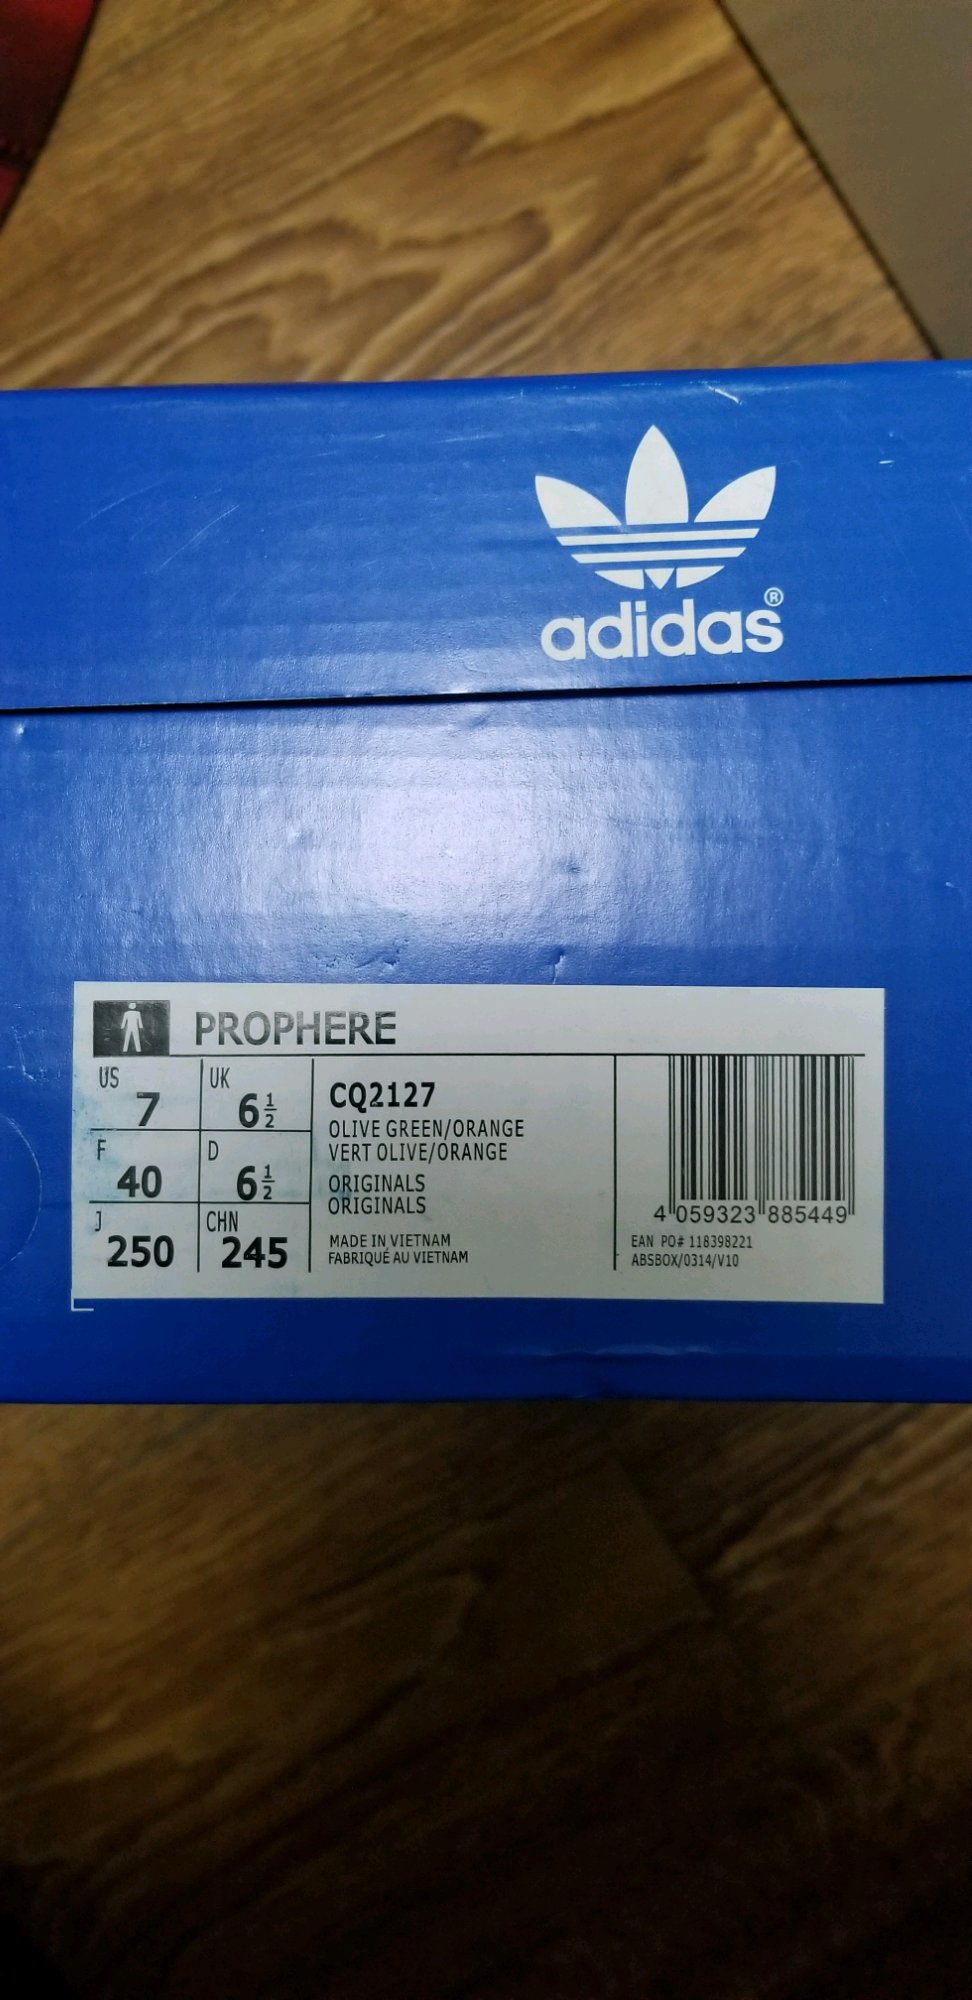 adidas®
PROPHERE
US 7
UK 6½
F 40
D 6½
J 250
CHN 245
CQ2127
OLIVE GREEN/ORANGE
VERT OLIVE/ORANGE
ORIGINALS
ORIGINALS
MADE IN VIETNAM
FABRIQUÉ AU VIETNAM
4 059323 885449
EAN PO# 118398221
ABSBOX/0314/V10